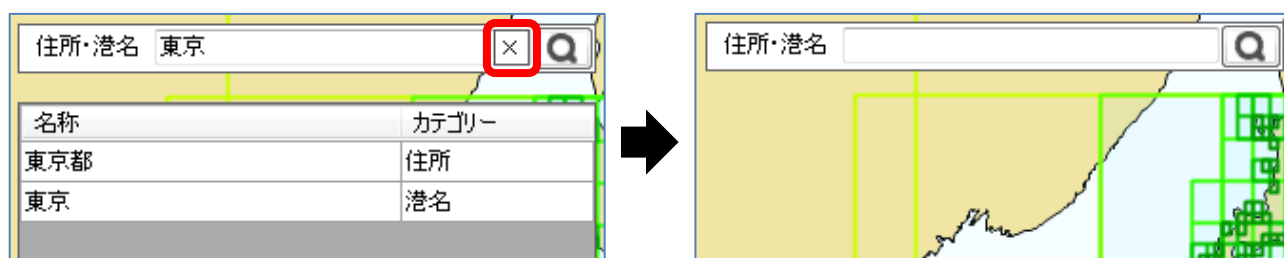 住所・港名 東京 ×
名称 カテゴリー
東京都 住所
東京 港名
住所・港名